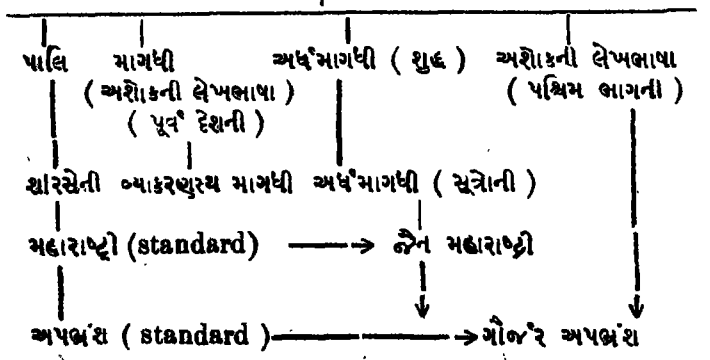 પાલિ માગધી અર્ધમાગધી ( શુદ્ધ ) અશોકની લેખભાષા
( અશોકની લેખભાષા ) ( પશ્ચિમ ભાગની )
( પૂર્વ દેશની )
શૌરસેની વ્યાકરણસ્થ માગધી અર્ધમાગધી ( સૂત્રોની )
મહારાષ્ટ્રી (standard) જૈન મહારાષ્ટ્રી
અપભ્રંશ ( standard ) ગૌર્જર અપભ્રંશ